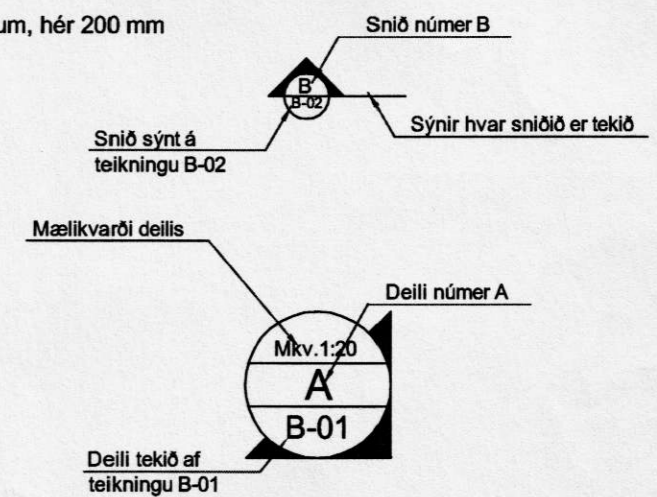 um, hér 200 mm
Snið númer B
B
B-02
Sýnir hvar sniðið er tekið
Snið sýnt á
teikningu B-02
Mælikvarði deilis
Deili númer A
Mkv.1:20
A
B-01
Deili tekið af
teikningu B-01